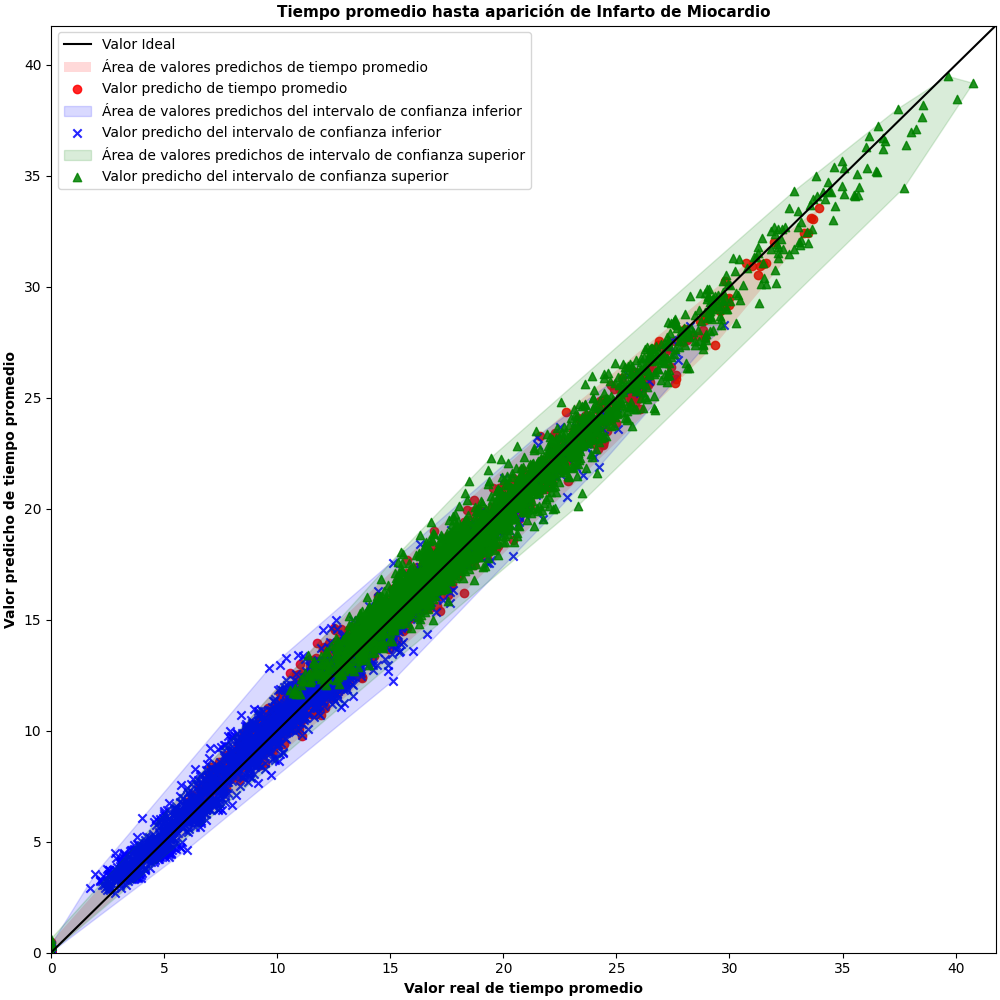 Tiempo promedio hasta aparición de Infarto de Miocardio
Valor Ideal
Área de valores predichos de tiempo promedio
Valor predicho de tiempo promedio
Área de valores predichos del intervalo de confianza inferior
Valor predicho del intervalo de confianza inferior
Área de valores predichos de intervalo de confianza superior
Valor predicho del intervalo de confianza superior
Valor predicho de tiempo promedio
40
35
30
25
20
15
10
5
0
0 5 10 15 20 25 30 35 40
Valor real de tiempo promedio